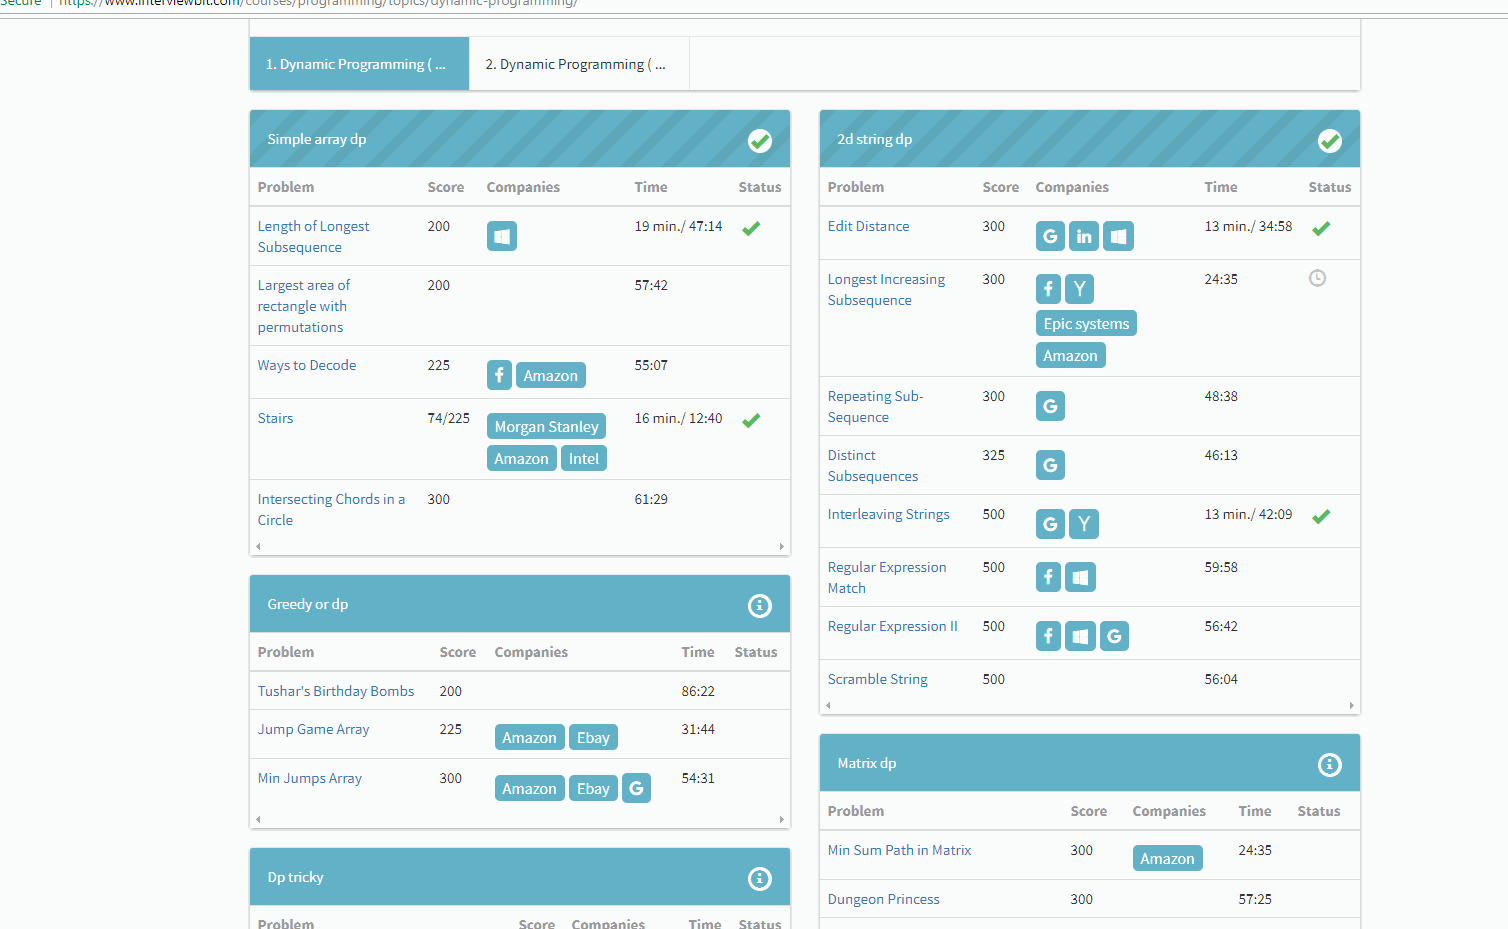 Secure | https://www.interviewbit.com/courses/programming/topics/dynamic-programming/
1. Dynamic Programming ( ... 2. Dynamic Programming ( ...
Simple array dp
Problem Score Companies Time Status
Length of Longest 200 19 min./ 47:14
Subsequence
Largest area of 200 57:42
rectangle with
permutations
Ways to Decode 225 f Amazon 55:07
Stairs 74/225 Morgan Stanley 16 min./ 12:40
Amazon Intel
Intersecting Chords in a 300 61:29
Circle
Greedy or dp
Problem Score Companies Time Status
Tushar's Birthday Bombs 200 86:22
Jump Game Array 225 Amazon Ebay 31:44
Min Jumps Array 300 Amazon Ebay G 54:31
Dp tricky
Problem Score Companies Time Status
2d string dp
Problem Score Companies Time Status
Edit Distance 300 G in 13 min./ 34:58
Longest Increasing 300 f Y 24:35
Subsequence
Epic systems
Amazon
Repeating Sub- 300 G 48:38
Sequence
Distinct 325 G 46:13
Subsequences
Interleaving Strings 500 G Y 13 min./ 42:09
Regular Expression 500 f 59:58
Match
Regular Expression II 500 f G 56:42
Scramble String 500 56:04
Matrix dp
Problem Score Companies Time Status
Min Sum Path in Matrix 300 Amazon 24:35
Dungeon Princess 300 57:25